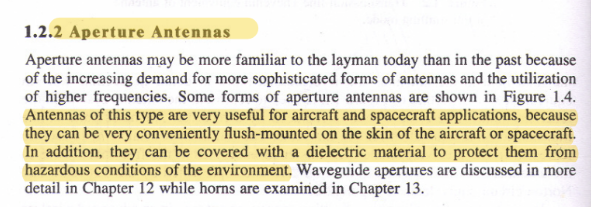 1.2.2 Aperture Antennas
Aperture antennas may be more familiar to the layman today than in the past because
of the increasing demand for more sophisticated forms of antennas and the utilization
of higher frequencies. Some forms of aperture antennas are shown in Figure 1.4.
Antennas of this type are very useful for aircraft and spacecraft applications, because
they can be very conveniently flush-mounted on the skin of the aircraft or spacecraft.
In addition, they can be covered with a dielectric material to protect them from
hazardous conditions of the environment. Waveguide apertures are discussed in more
detail in Chapter 12 while horns are examined in Chapter 13.